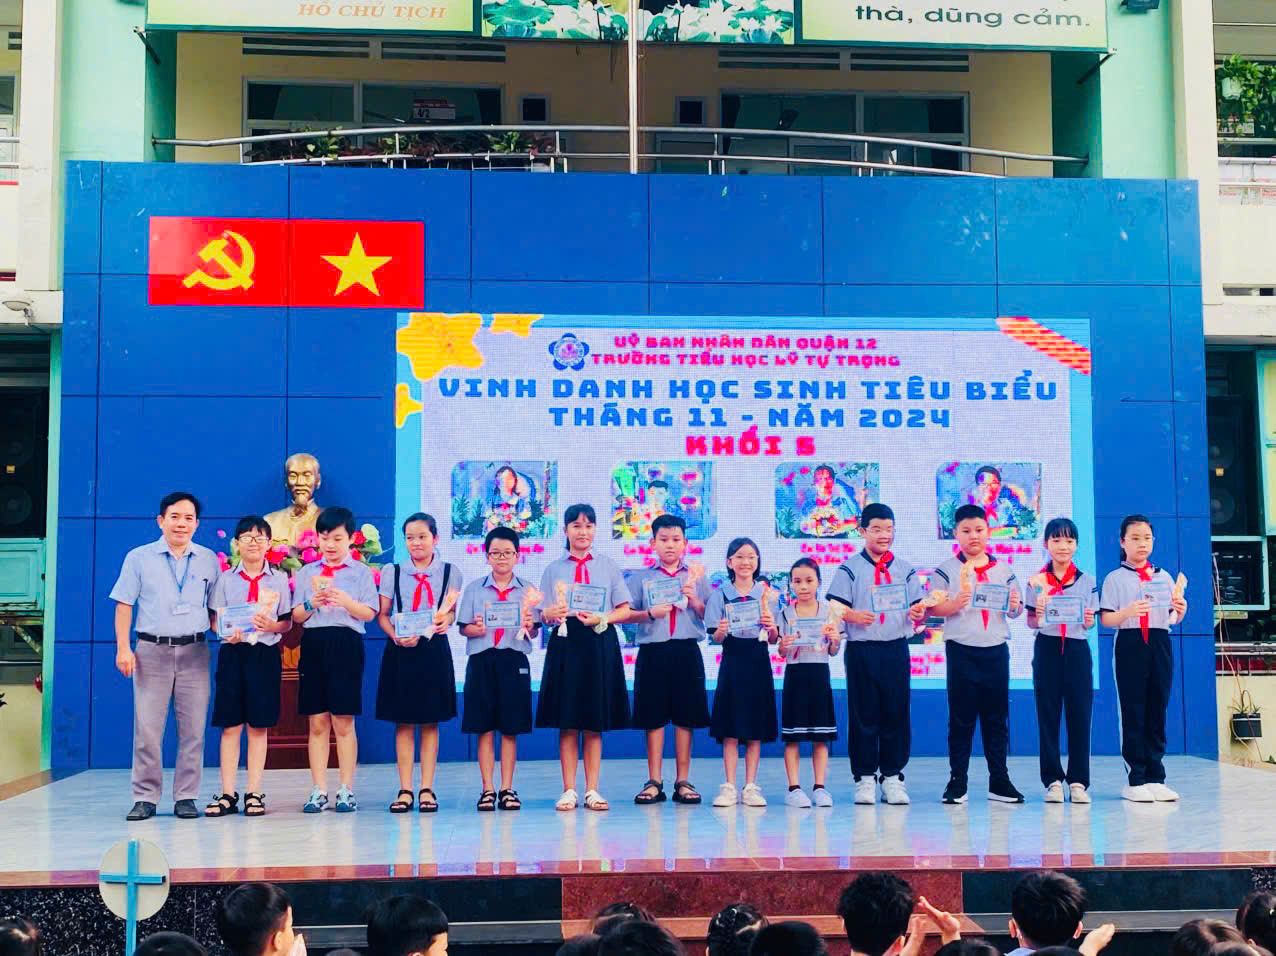 HỒ CHỦ TỊCH
thà, dũng cảm.
UỶ BAN NHÂN DÂN QUẬN 12
TRƯỜNG TIỂU HỌC LÝ TỰ TRỌNG
VINH DANH HỌC SINH TIÊU BIỂU
THÁNG 11 - NĂM 2024
KHỐI 5